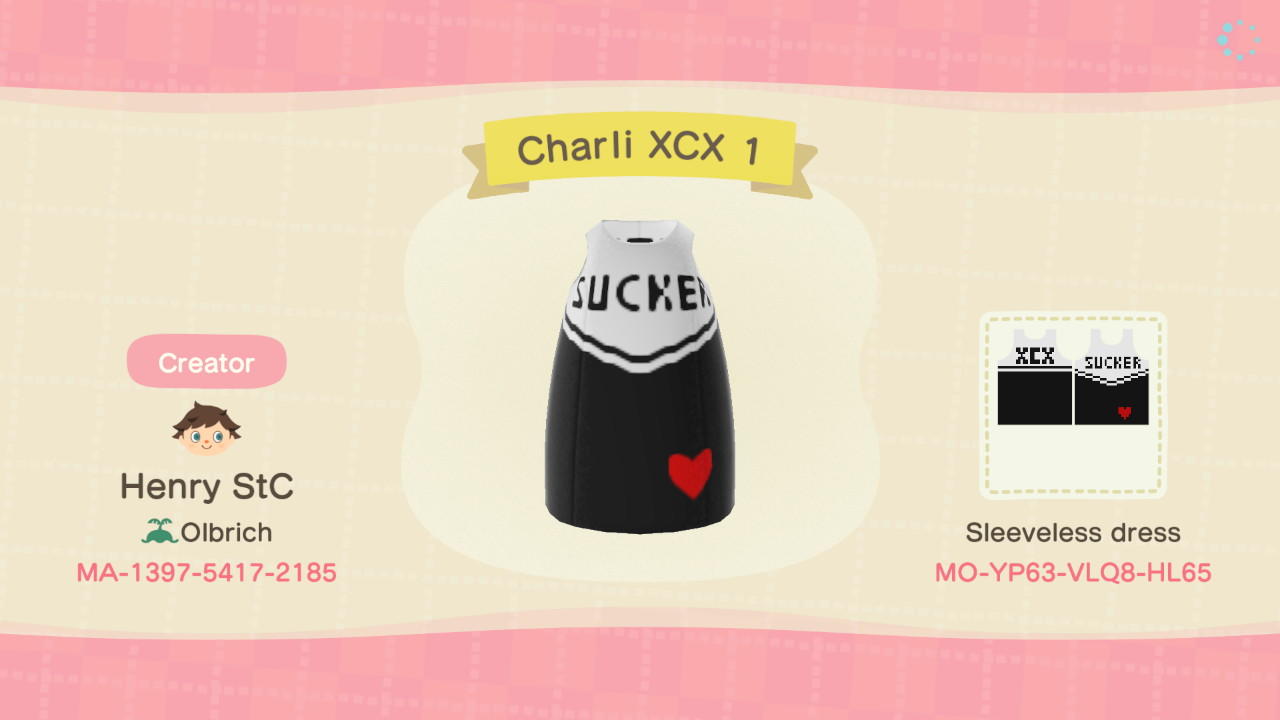 Charli XCX 1
SUCKER
Creator
Henry StC
Olbrich
MA-1397-5417-2185
XCX
SUCKER
Sleeveless dress
MO-YP63-VLQ8-HL65